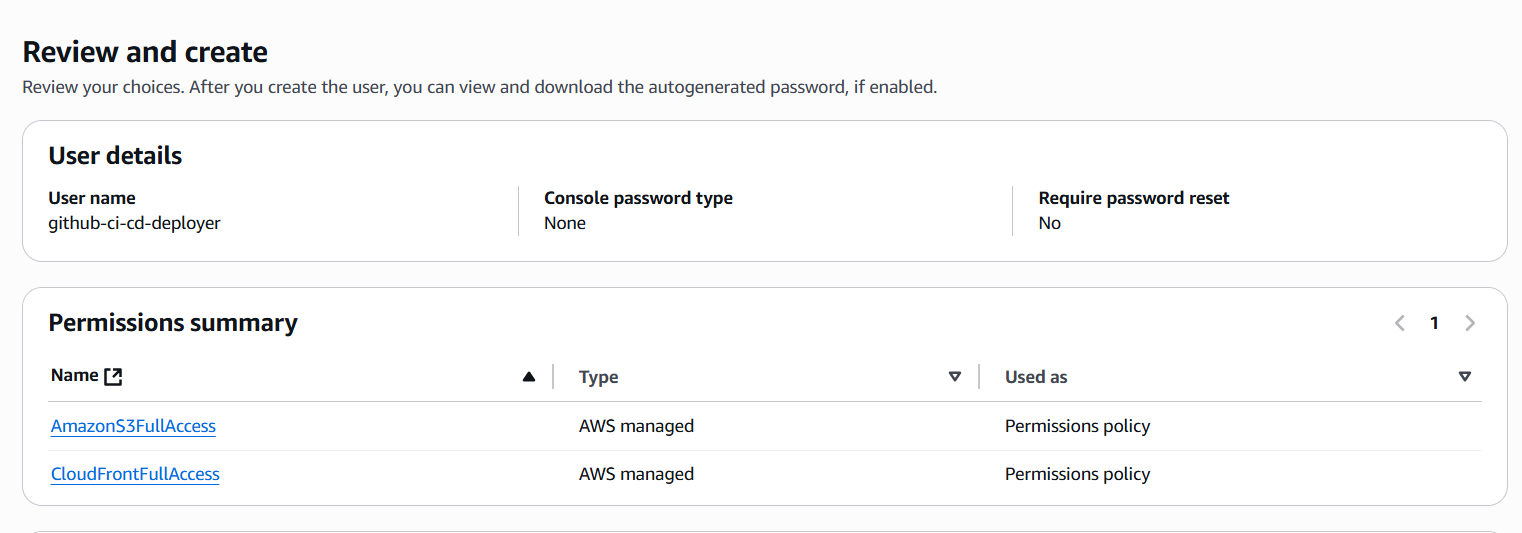 Review and create
Review your choices. After you create the user, you can view and download the autogenerated password, if enabled.
User details
User name
github-ci-cd-deployer
Console password type
None
Require password reset
No
Permissions summary
1
Name
Type
Used as
AmazonS3FullAccess
AWS managed
Permissions policy
CloudFrontFullAccess
AWS managed
Permissions policy